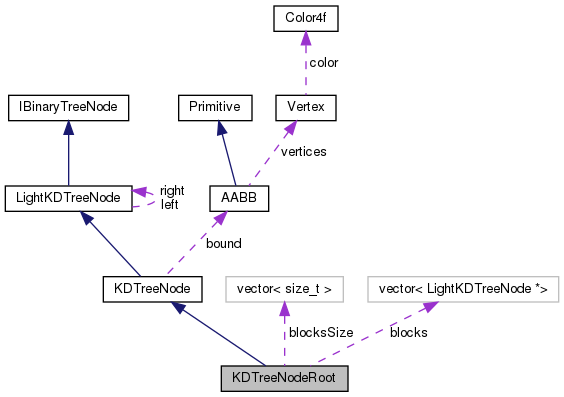 Color4f
color
IBinaryTreeNode
Primitive
Vertex
vertices
right
left
LightKDTreeNode
AABB
bound
KDTreeNode
vector< size_t >
vector< LightKDTreeNode *>
blocksSize
blocks
KDTreeNodeRoot